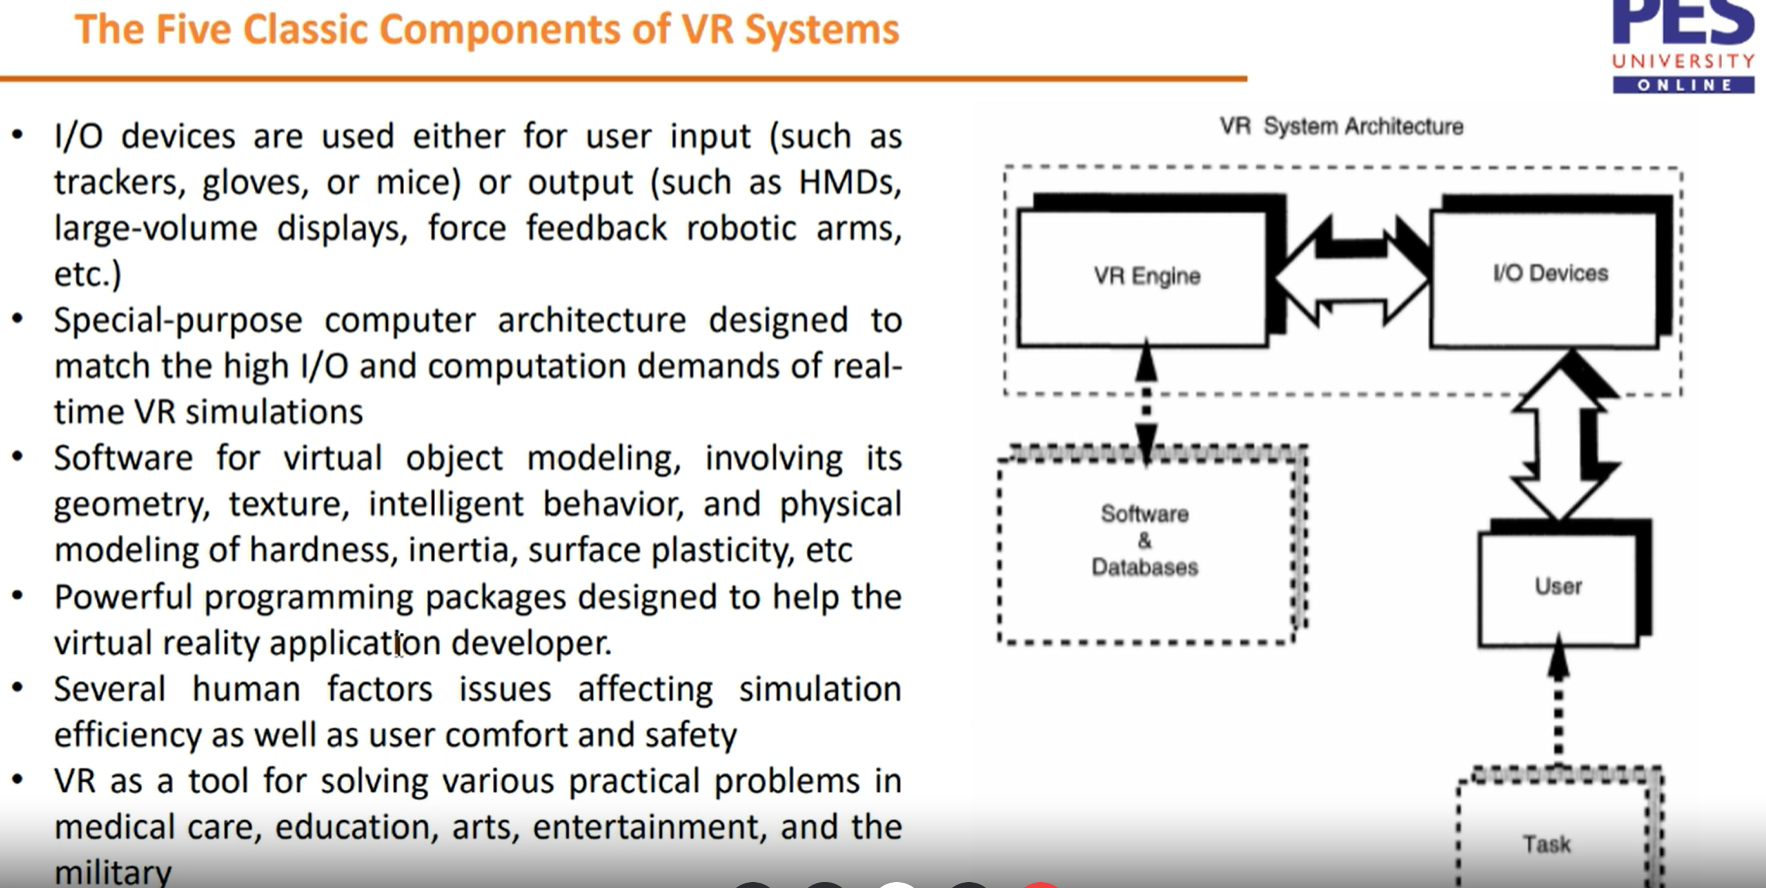 The Five Classic Components of VR Systems
PES
UNIVERSITY
ONLINE
• I/O devices are used either for user input (such as
trackers, gloves, or mice) or output (such as HMDs,
large-volume displays, force feedback robotic arms,
etc.)
• Special-purpose computer architecture designed to
match the high I/O and computation demands of real-
time VR simulations
• Software for virtual object modeling, involving its
geometry, texture, intelligent behavior, and physical
modeling of hardness, inertia, surface plasticity, etc
• Powerful programming packages designed to help the
virtual reality application developer.
• Several human factors issues affecting simulation
efficiency as well as user comfort and safety
• VR as a tool for solving various practical problems in
medical care, education, arts, entertainment, and the
military
VR System Architecture
VR Engine
I/O Devices
Software
&
Databases
User
Task